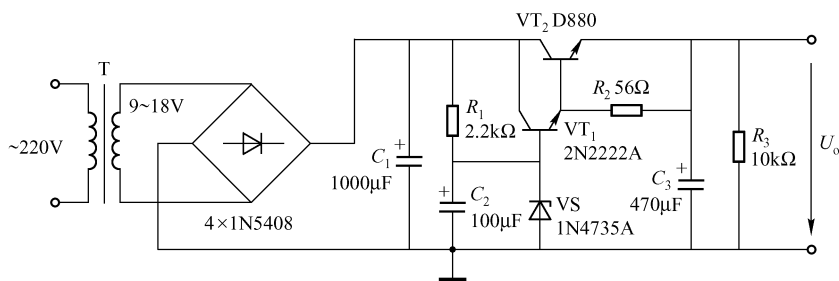 VT₂ D880
T
9~18V
~220V
4×1N5408
C₁
1000μF
+
R₁
2.2kΩ
+
C₂
100μF
VT₁
2N2222A
VS
1N4735A
R₂ 56Ω
+
C₃
470μF
R₃
10kΩ
Uₒ